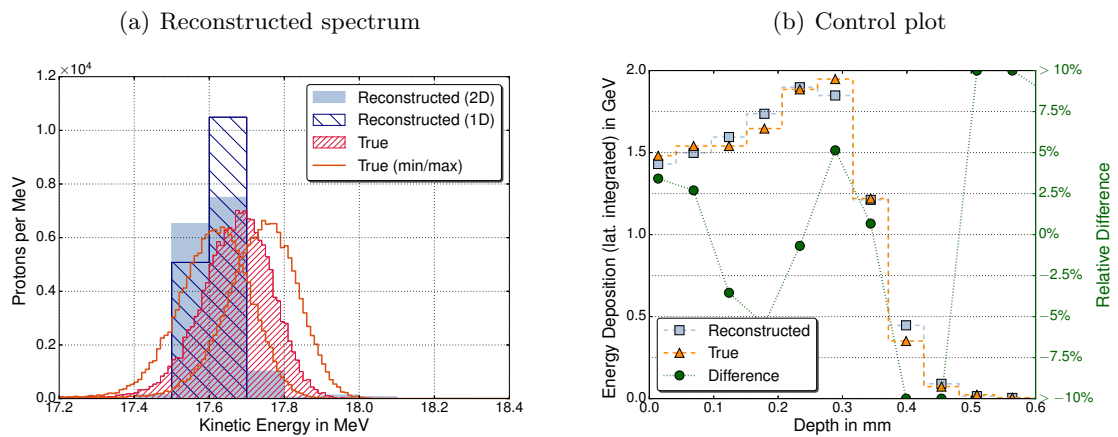 (a) Reconstructed spectrum
1.2 ×10⁴
1.0
0.8
0.6
0.4
0.2
0.0
17.2 17.4 17.6 17.8 18.0 18.2 18.4
Kinetic Energy in MeV
Protons per MeV
Reconstructed (2D)
Reconstructed (1D)
True
True (min/max)
(b) Control plot
2.0
1.5
1.0
0.5
0.0
0.0 0.1 0.2 0.3 0.4 0.5 0.6
Depth in mm
Energy Deposition (lat. integrated) in GeV
Reconstructed
True
Difference
> 10%
7.5%
5%
2.5%
0%
−2.5%
−5%
−7.5%
> −10%
Relative Difference